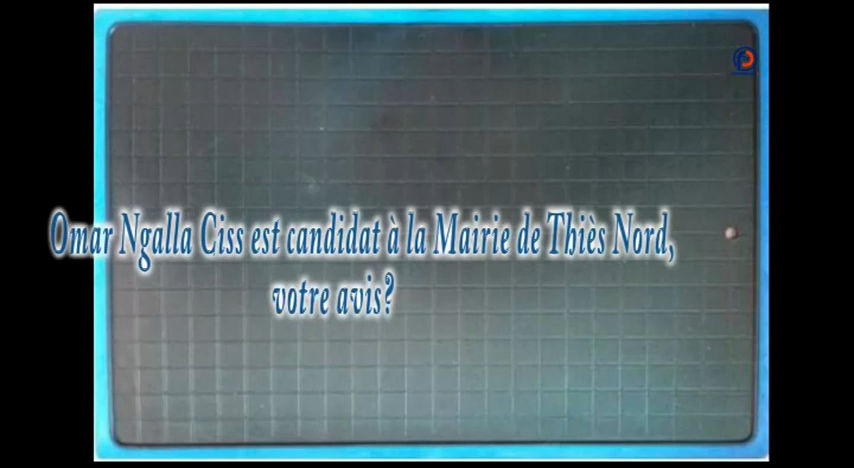 Omar Ngalla Ciss est candidat à la Mairie de Thiès Nord,
votre avis?